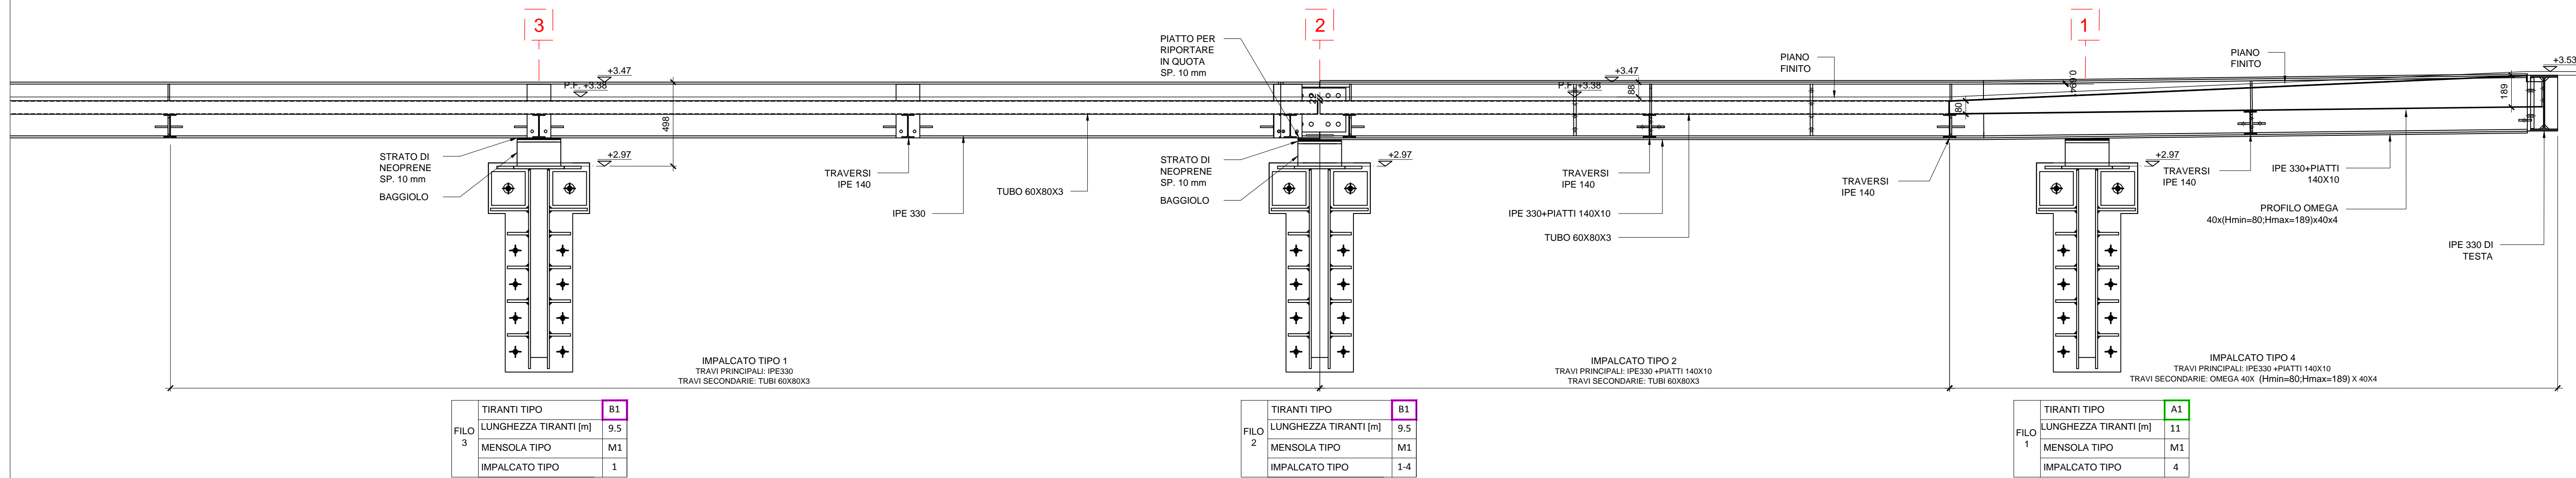 3
2
1
PIATTO PER
RIPORTARE
IN QUOTA
SP. 10 mm
PIANO
FINITO
PIANO
FINITO
+3.47
P.F. +3.38
498
+3.47
P.F. +3.38
88
22
80
0.694
+3.53
189
STRATO DI
NEOPRENE
SP. 10 mm
BAGGIOLO
+2.97
TRAVERSI
IPE 140
TUBO 60X80X3
IPE 330
STRATO DI
NEOPRENE
SP. 10 mm
BAGGIOLO
+2.97
TRAVERSI
IPE 140
IPE 330+PIATTI 140X10
TUBO 60X80X3
TRAVERSI
IPE 140
+2.97
TRAVERSI
IPE 140
IPE 330+PIATTI
140X10
PROFILO OMEGA
40x(Hmin=80;Hmax=189)x40x4
IPE 330 DI
TESTA
IMPALCATO TIPO 1
TRAVI PRINCIPALI: IPE330
TRAVI SECONDARIE: TUBI 60X80X3
IMPALCATO TIPO 2
TRAVI PRINCIPALI: IPE330 +PIATTI 140X10
TRAVI SECONDARIE: TUBI 60X80X3
IMPALCATO TIPO 4
TRAVI PRINCIPALI: IPE330 +PIATTI 140X10
TRAVI SECONDARIE: OMEGA 40X (Hmin=80;Hmax=189) X 40X4
FILO
3
TIRANTI TIPO B1
LUNGHEZZA TIRANTI [m] 9.5
MENSOLA TIPO M1
IMPALCATO TIPO 1
FILO
2
TIRANTI TIPO B1
LUNGHEZZA TIRANTI [m] 9.5
MENSOLA TIPO M1
IMPALCATO TIPO 1-4
FILO
1
TIRANTI TIPO A1
LUNGHEZZA TIRANTI [m] 11
MENSOLA TIPO M1
IMPALCATO TIPO 4